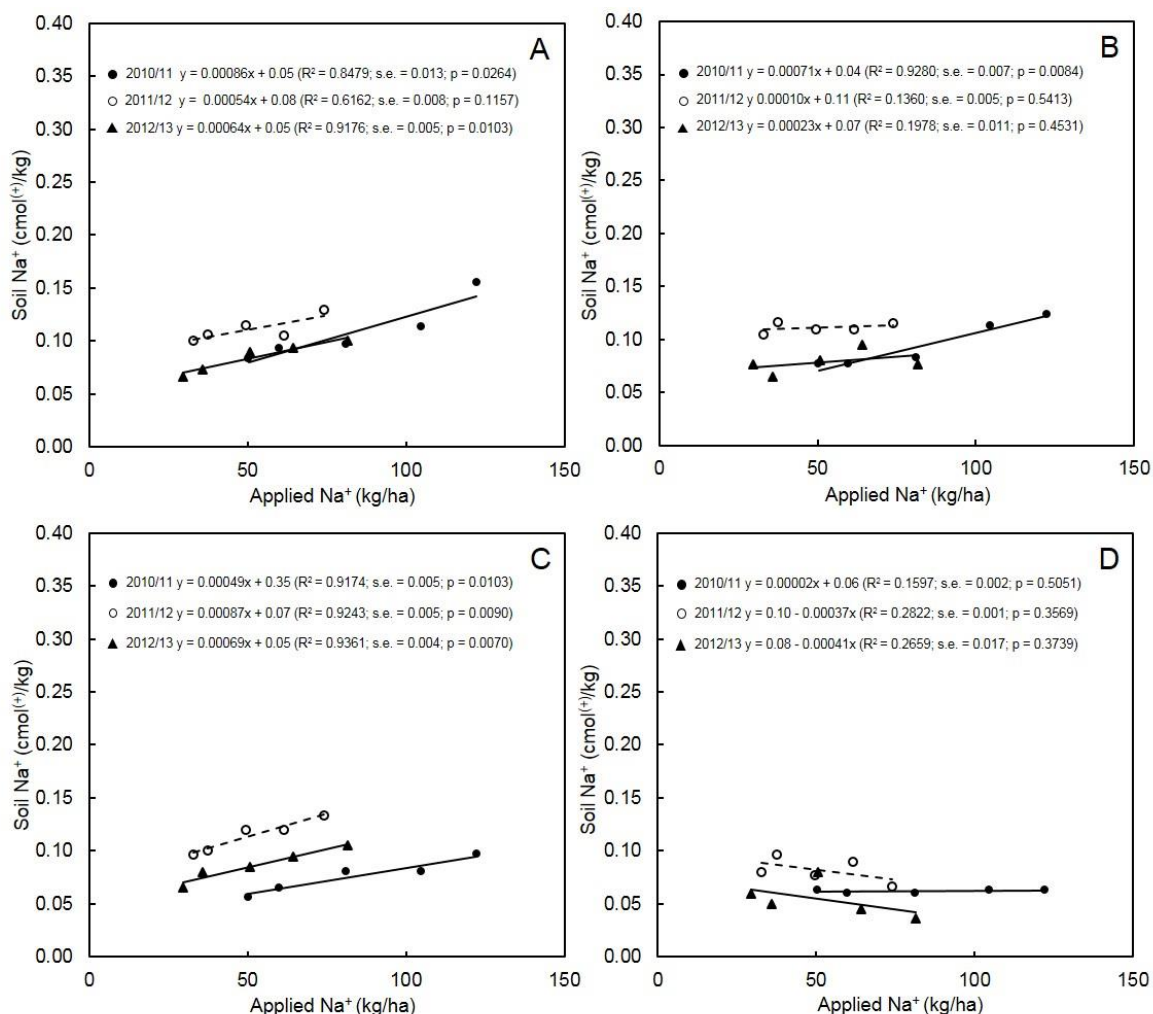 A
● 2010/11 y = 0.00086x + 0.05 (R² = 0.8479; s.e. = 0.013; p = 0.0264)
○ 2011/12 y = 0.00054x + 0.08 (R² = 0.6162; s.e. = 0.008; p = 0.1157)
▲ 2012/13 y = 0.00064x + 0.05 (R² = 0.9176; s.e. = 0.005; p = 0.0103)
0.40
0.35
0.30
0.25
0.20
0.15
0.10
0.05
0.00
Soil Na⁺ (cmol⁽⁺⁾/kg)
0 50 100 150
Applied Na⁺ (kg/ha)
B
● 2010/11 y = 0.00071x + 0.04 (R² = 0.9280; s.e. = 0.007; p = 0.0084)
○ 2011/12 y 0.00010x + 0.11 (R² = 0.1360; s.e. = 0.005; p = 0.5413)
▲ 2012/13 y = 0.00023x + 0.07 (R² = 0.1978; s.e. = 0.011; p = 0.4531)
0.40
0.35
0.30
0.25
0.20
0.15
0.10
0.05
0.00
Soil Na⁺ (cmol⁽⁺⁾/kg)
0 50 100 150
Applied Na⁺ (kg/ha)
C
● 2010/11 y = 0.00049x + 0.35 (R² = 0.9174; s.e. = 0.005; p = 0.0103)
○ 2011/12 y = 0.00087x + 0.07 (R² = 0.9243; s.e. = 0.005; p = 0.0090)
▲ 2012/13 y = 0.00069x + 0.05 (R² = 0.9361; s.e. = 0.004; p = 0.0070)
0.40
0.35
0.30
0.25
0.20
0.15
0.10
0.05
0.00
Soil Na⁺ (cmol⁽⁺⁾/kg)
0 50 100 150
Applied Na⁺ (kg/ha)
D
● 2010/11 y = 0.00002x + 0.06 (R² = 0.1597; s.e. = 0.002; p = 0.5051)
○ 2011/12 y = 0.10 - 0.00037x (R² = 0.2822; s.e. = 0.001; p = 0.3569)
▲ 2012/13 y = 0.08 - 0.00041x (R² = 0.2659; s.e. = 0.017; p = 0.3739)
0.40
0.35
0.30
0.25
0.20
0.15
0.10
0.05
0.00
Soil Na⁺ (cmol⁽⁺⁾/kg)
0 50 100 150
Applied Na⁺ (kg/ha)